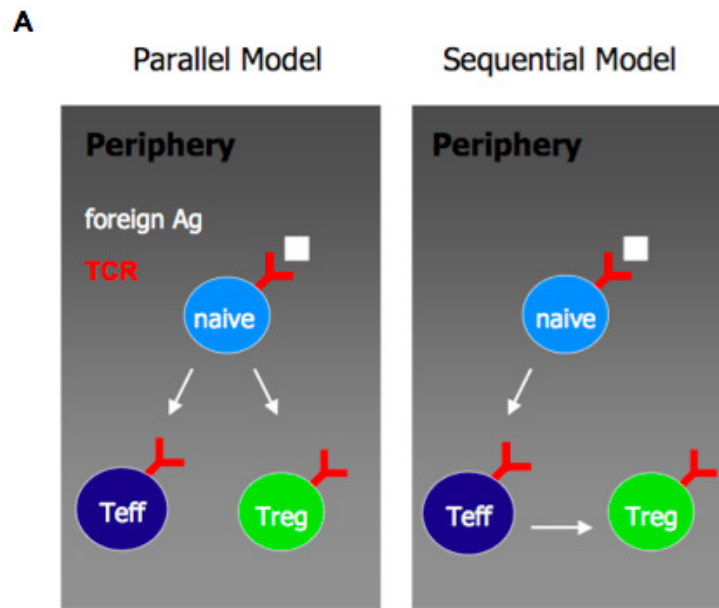 A
Parallel Model
Sequential Model
Periphery
foreign Ag
TCR
naive
Teff
Treg
Periphery
naive
Teff
Treg